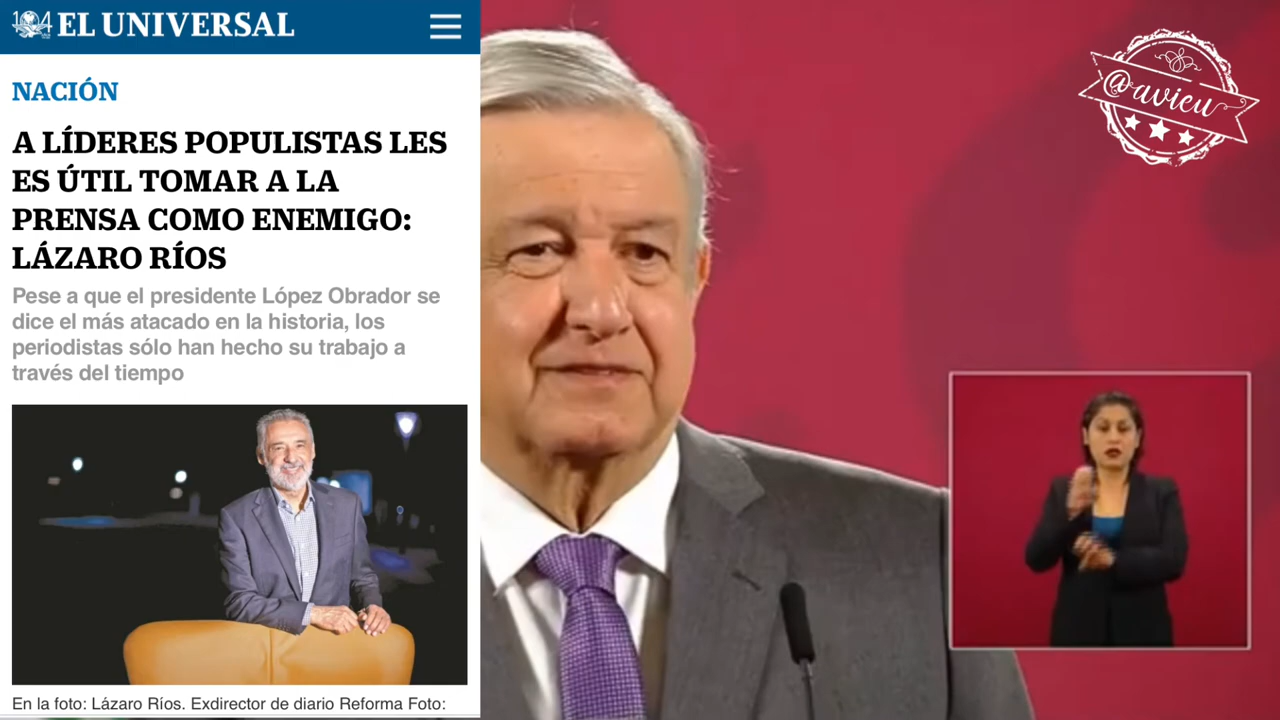 104 EL UNIVERSAL
NACIÓN
A LÍDERES POPULISTAS LES
ES ÚTIL TOMAR A LA
PRENSA COMO ENEMIGO:
LÁZARO RÍOS
Pese a que el presidente López Obrador se
dice el más atacado en la historia, los
periodistas sólo han hecho su trabajo a
través del tiempo
En la foto: Lázaro Ríos. Exdirector de diario Reforma Foto:
@avieu